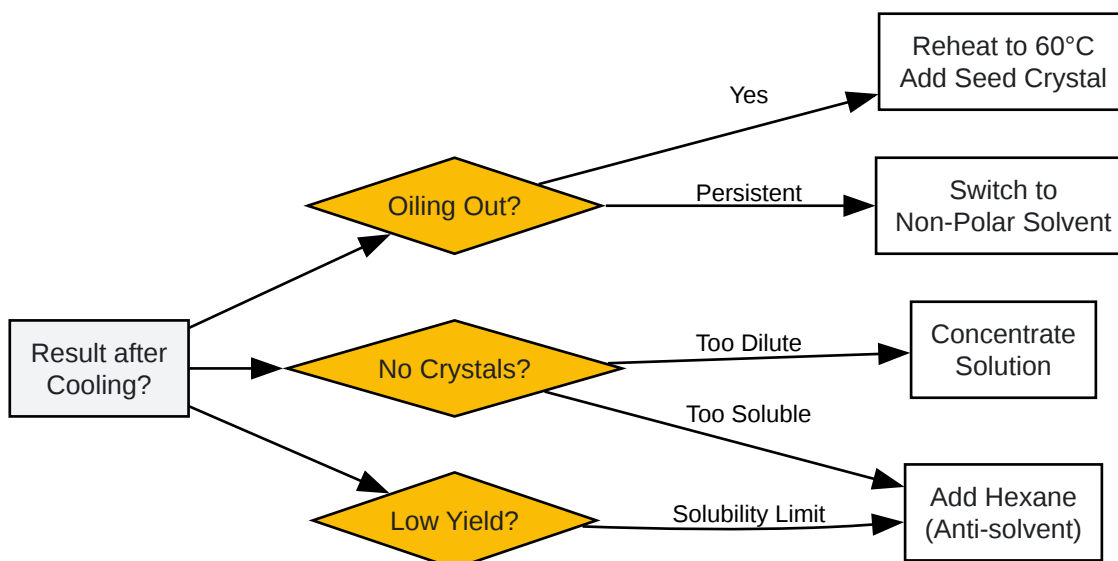 Reheat to 60°C
Add Seed Crystal
Yes
Oiling Out?
Persistent
Switch to
Non-Polar Solvent
Result after
Cooling?
No Crystals?
Too Dilute
Concentrate
Solution
Too Soluble
Low Yield?
Solubility Limit
Add Hexane
(Anti-solvent)